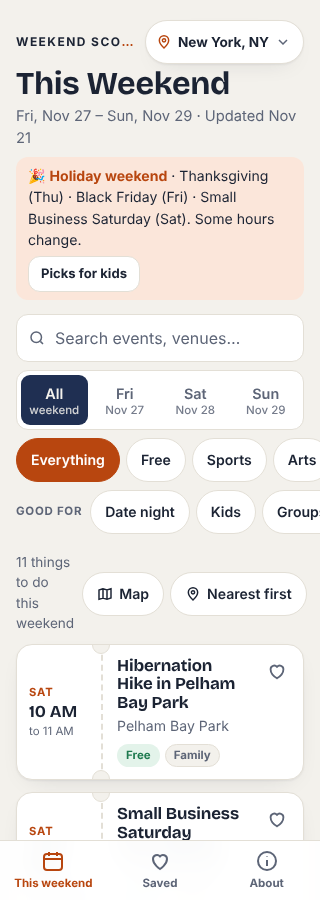 WEEKEND SCO…
New York, NY
This Weekend
Fri, Nov 27 – Sun, Nov 29 · Updated Nov
21
🎉 Holiday weekend · Thanksgiving
(Thu) · Black Friday (Fri) · Small
Business Saturday (Sat). Some hours
change.
Picks for kids
Search events, venues...
All
weekend
Fri
Nov 27
Sat
Nov 28
Sun
Nov 29
Everything
Free
Sports
Arts
GOOD FOR
Date night
Kids
Group
11 things
to do
this
weekend
Map
Nearest first
SAT
10 AM
to 11 AM
Hibernation
Hike in Pelham
Bay Park
Pelham Bay Park
Free
Family
SAT
Small Business
Saturday
This weekend
Saved
About